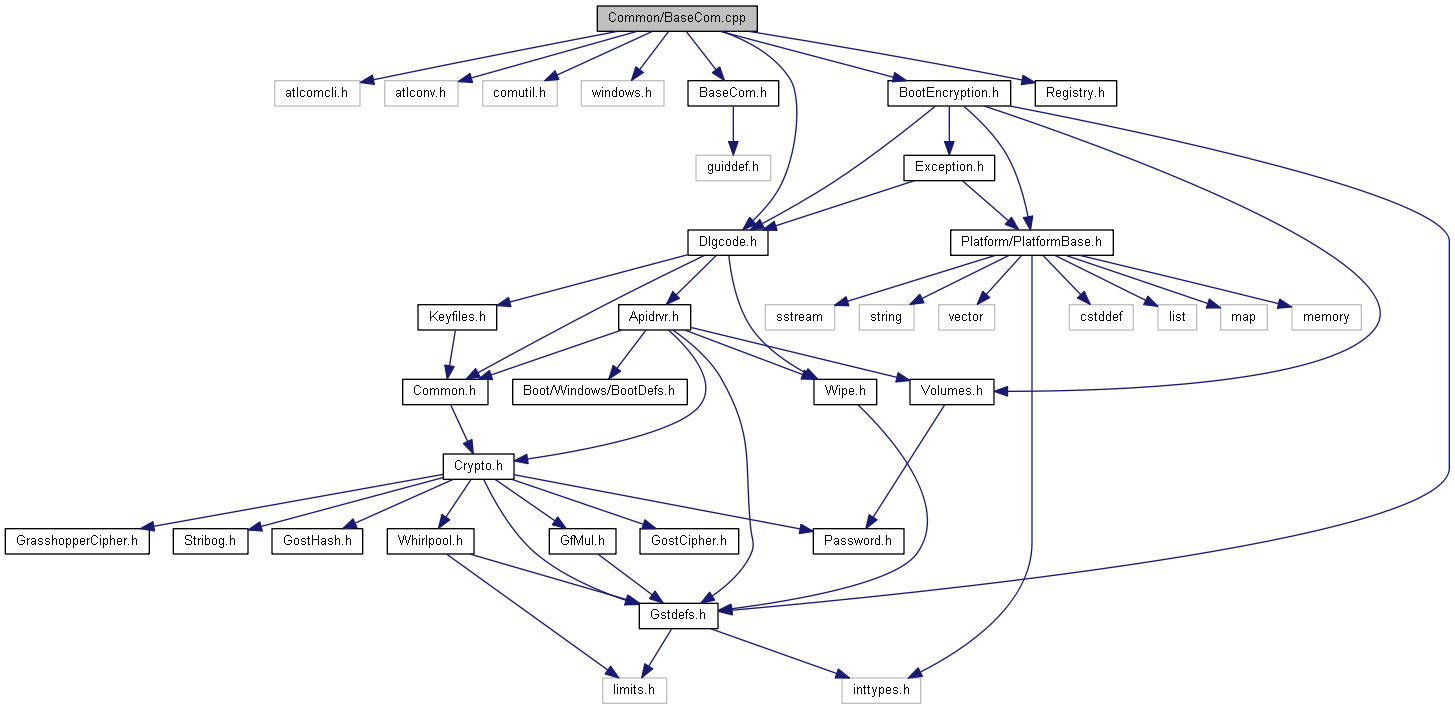 Common/BaseCom.cpp
atlcomcli.h
atlconv.h
comutil.h
windows.h
BaseCom.h
BootEncryption.h
Registry.h
guiddef.h
Exception.h
Dlgcode.h
Platform/PlatformBase.h
Keyfiles.h
Apidrvr.h
sstream
string
vector
cstddef
list
map
memory
Common.h
Boot/Windows/BootDefs.h
Wipe.h
Volumes.h
Crypto.h
GrasshopperCipher.h
Stribog.h
GostHash.h
Whirlpool.h
GfMul.h
GostCipher.h
Password.h
Gstdefs.h
limits.h
inttypes.h